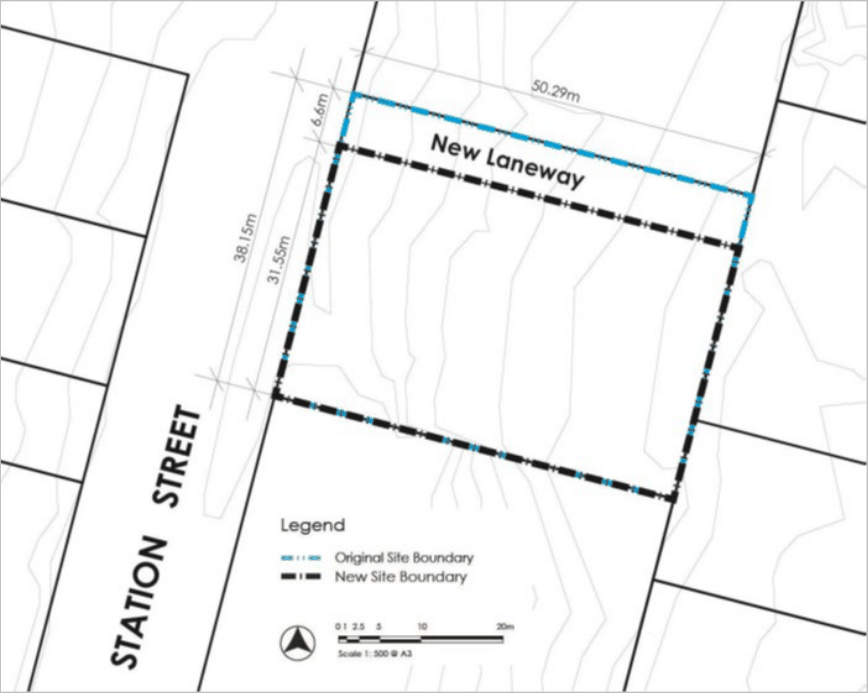 50.29m
6.6m
New Laneway
38.15m
31.55m
STATION STREET
Legend
Original Site Boundary
New Site Boundary
0 1 2.5 5 10 20m
Scale 1: 500 @ A3